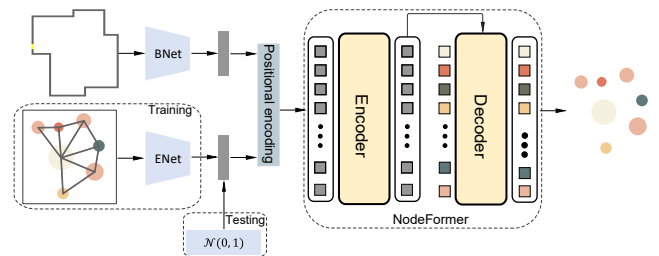 BNet
Training
ENet
Testing
𝒩(0, 1)
Positional encoding
Encoder
Decoder
NodeFormer